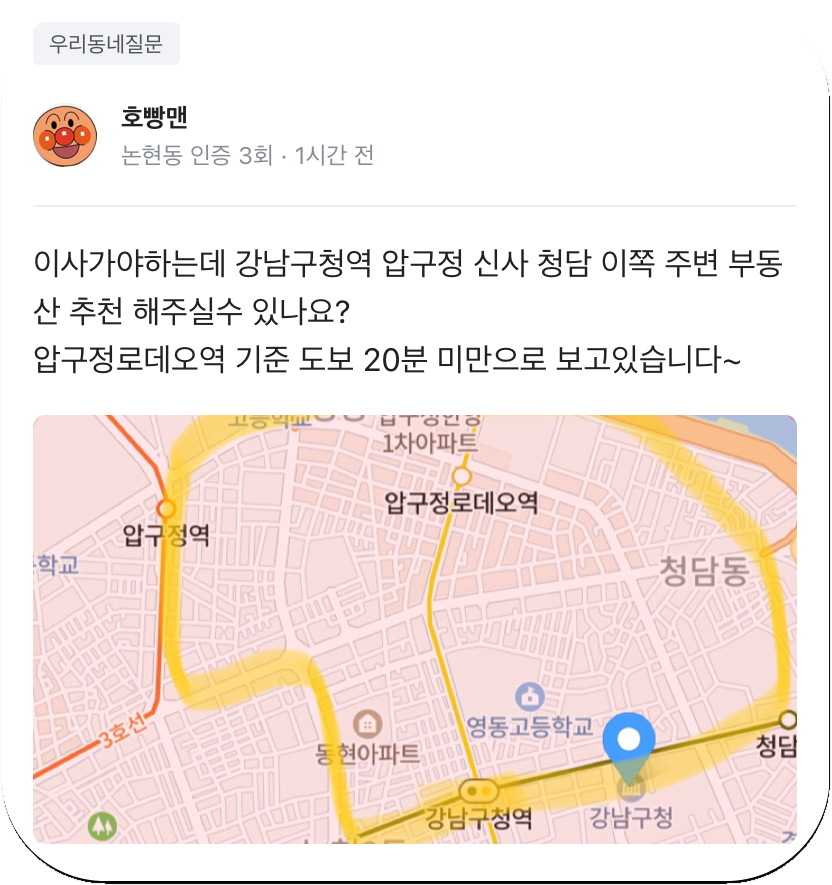 우리동네질문
호빵맨
논현동 인증 3회 · 1시간 전
이사가야하는데 강남구청역 압구정 신사 청담 이쪽 주변 부동
산 추천 해주실수 있나요?
압구정로데오역 기준 도보 20분 미만으로 보고있습니다~
고등학교
1차아파트
압구정로데오역
압구정역
학교
청담동
영동고등학교
3호선
동현아파트
청담
강남구청역
강남구청